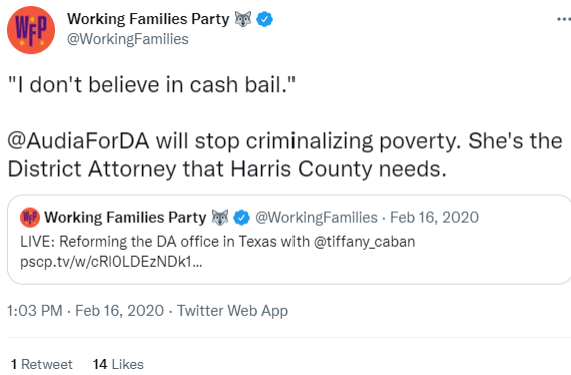 Working Families Party 🐺
@WorkingFamilies
"I don't believe in cash bail."
@AudiaForDA will stop criminalizing poverty. She's the
District Attorney that Harris County needs.
WFP Working Families Party 🐺 @WorkingFamilies · Feb 16, 2020
LIVE: Reforming the DA office in Texas with @tiffany_caban
pscp.tv/w/cRIOLDEzNDk1...
1:03 PM · Feb 16, 2020 · Twitter Web App
1 Retweet 14 Likes